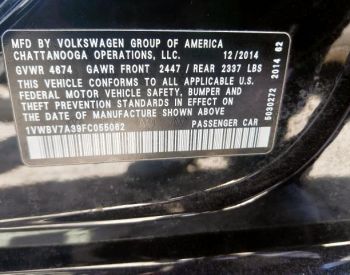 MFD BY VOLKSWAGEN GROUP OF AMERICA
CHATTANOOGA OPERATIONS, LLC. 12/2014
GVWR 4674 GAWR FRONT 2447 / REAR 2337 LBS
THIS VEHICLE CONFORMS TO ALL APPLICABLE U.S.
FEDERAL MOTOR VEHICLE SAFETY, BUMPER AND
THEFT PREVENTION STANDARDS IN EFFECT ON THE
DATE OF MANUFACTURE SHOWN ABOVE.
1VWBV7A39FC055062 PASSENGER CAR
5030272 2014 62